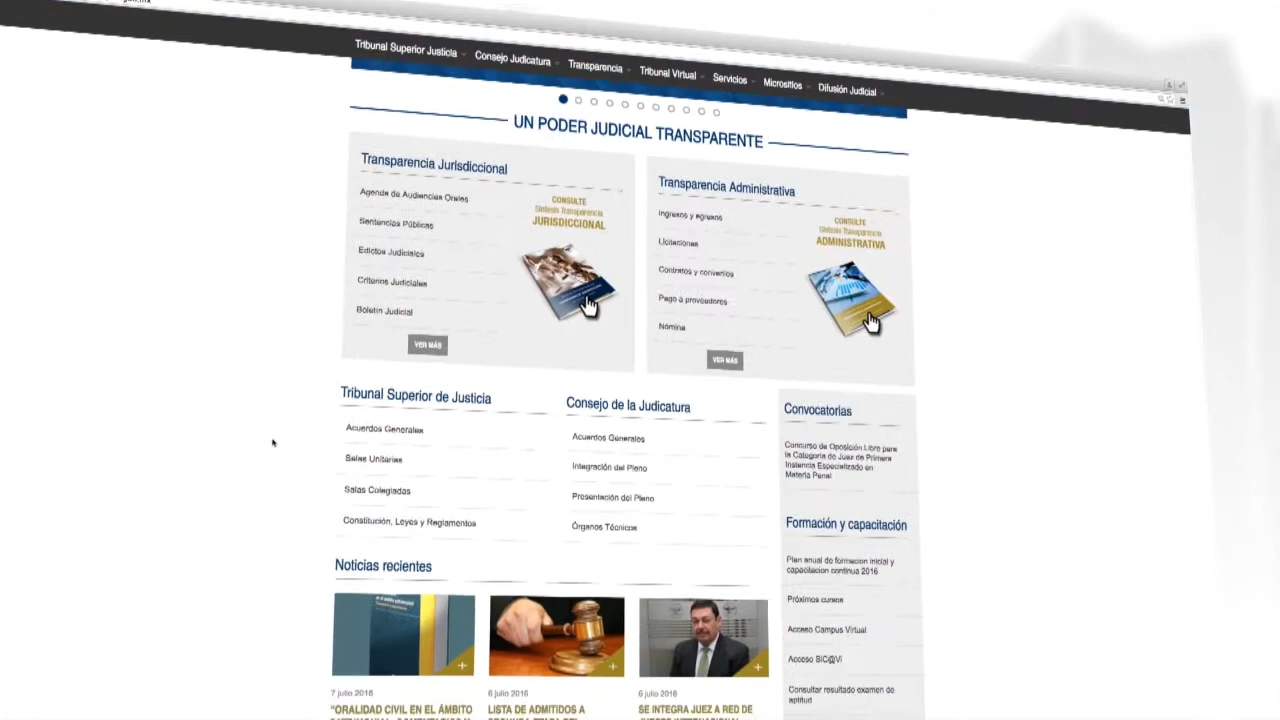 Tribunal Superior Justicia
Consejo Judicatura
Transparencia
Tribunal Virtual
Servicios
Micrositios
Difusión Judicial
UN PODER JUDICIAL TRANSPARENTE
Transparencia Jurisdiccional
Agenda de Audiencias Orales
Sentencias Públicas
Edictos Judiciales
Criterios Judiciales
Boletín Judicial
VER MÁS
CONSULTE
Síntesis Transparencia
JURISDICCIONAL
Transparencia Administrativa
Ingresos y egresos
Licitaciones
Contratos y convenios
Pago a proveedores
Nómina
VER MÁS
CONSULTE
Síntesis Transparencia
ADMINISTRATIVA
Tribunal Superior de Justicia
Acuerdos Generales
Salas Unitarias
Salas Colegiadas
Constitución, Leyes y Reglamentos
Consejo de la Judicatura
Acuerdos Generales
Integración del Pleno
Presentación del Pleno
Órganos Técnicos
Convocatorias
Concurso de Oposición Libre para
la Categoría de Juez de Primera
Instancia Especializado en
Materia Penal
Formación y capacitación
Plan anual de formacion inicial y
capacitacion continua 2016
Próximos cursos
Acceso Campus Virtual
Acceso SIC@Vi
Consultar resultado examen de
aptitud
Noticias recientes
7 julio 2016
"ORALIDAD CIVIL EN EL ÁMBITO
6 julio 2016
LISTA DE ADMITIDOS A
6 julio 2016
SE INTEGRA JUEZ A RED DE